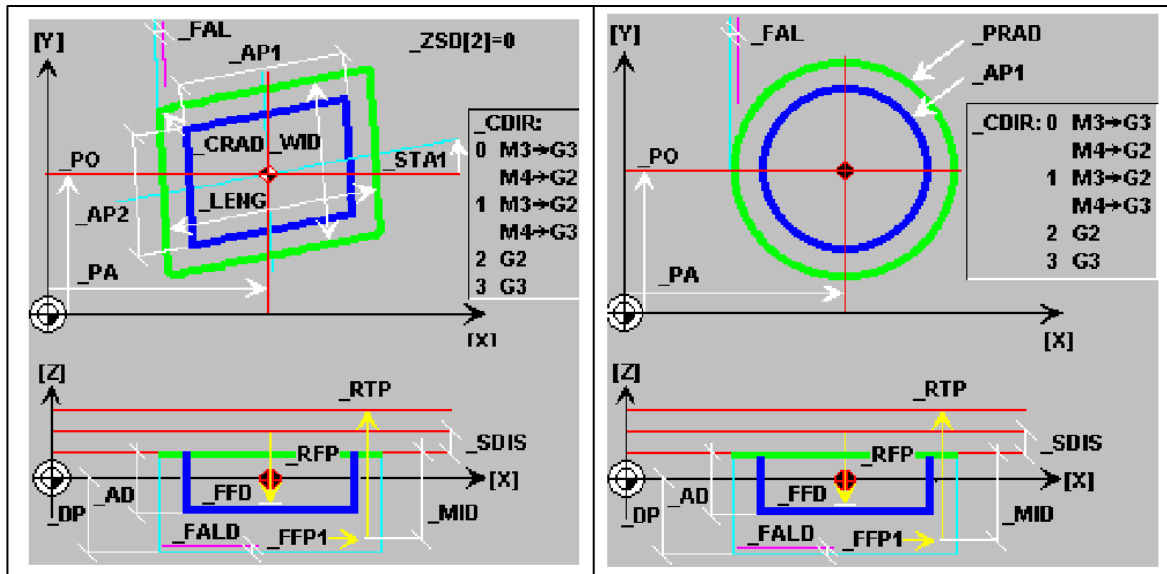 [Y]
_FAL
_AP1
_ZSD[2]=0
_CDIR:
0 M3→G3
M4→G2
1 M3→G2
M4→G3
2 G2
3 G3
_CRAD
_WID
_STA1
_PO
_LENG
_AP2
_PA
[X]
[Z]
_RTP
_SDIS
_RFP
[X]
_AD
_FFD
_DP
_MID
_FALD
_FFP1
[Y]
_FAL
_PRAD
_AP1
_CDIR: 0 M3→G3
M4→G2
1 M3→G2
M4→G3
2 G2
3 G3
_PO
_PA
[X]
[Z]
_RTP
_SDIS
_RFP
[X]
_AD
_FFD
_DP
_MID
_FALD
_FFP1